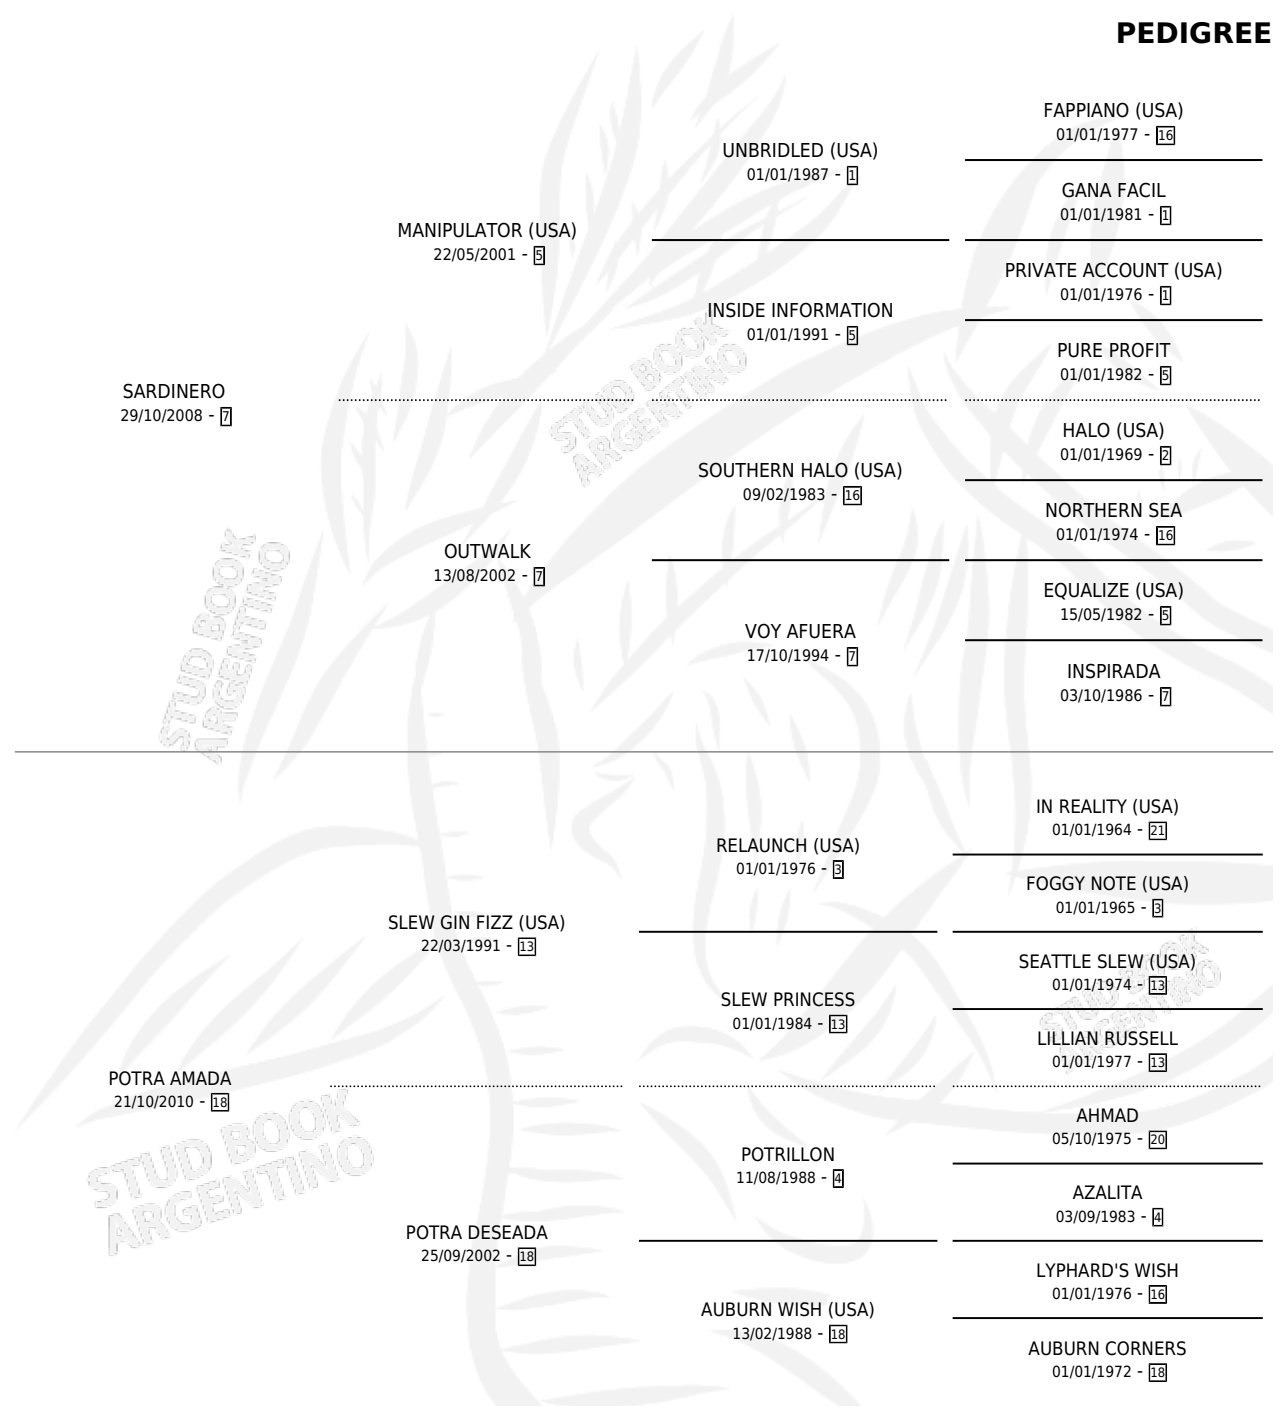 PEDIGREE
FAPPIANO (USA)
01/01/1977 - 16
UNBRIDLED (USA)
01/01/1987 - 1
GANA FACIL
01/01/1981 - 1
MANIPULATOR (USA)
22/05/2001 - 5
PRIVATE ACCOUNT (USA)
01/01/1976 - 1
INSIDE INFORMATION
01/01/1991 - 5
PURE PROFIT
01/01/1982 - 5
SARDINERO
29/10/2008 - 7
HALO (USA)
01/01/1969 - 2
SOUTHERN HALO (USA)
09/02/1983 - 16
NORTHERN SEA
01/01/1974 - 16
OUTWALK
13/08/2002 - 7
EQUALIZE (USA)
15/05/1982 - 5
VOY AFUERA
17/10/1994 - 7
INSPIRADA
03/10/1986 - 7
IN REALITY (USA)
01/01/1964 - 21
RELAUNCH (USA)
01/01/1976 - 3
FOGGY NOTE (USA)
01/01/1965 - 3
SLEW GIN FIZZ (USA)
22/03/1991 - 13
SEATTLE SLEW (USA)
01/01/1974 - 13
SLEW PRINCESS
01/01/1984 - 13
LILLIAN RUSSELL
01/01/1977 - 13
POTRA AMADA
21/10/2010 - 18
AHMAD
05/10/1975 - 20
POTRILLON
11/08/1988 - 4
AZALITA
03/09/1983 - 4
POTRA DESEADA
25/09/2002 - 18
LYPHARD'S WISH
01/01/1976 - 16
AUBURN WISH (USA)
13/02/1988 - 18
AUBURN CORNERS
01/01/1972 - 18
STUD BOOK
ARGENTINO
STUD BOOK
ARGENTINO
STUD BOOK
ARGENTINO
STUD BOOK
ARGENTINO